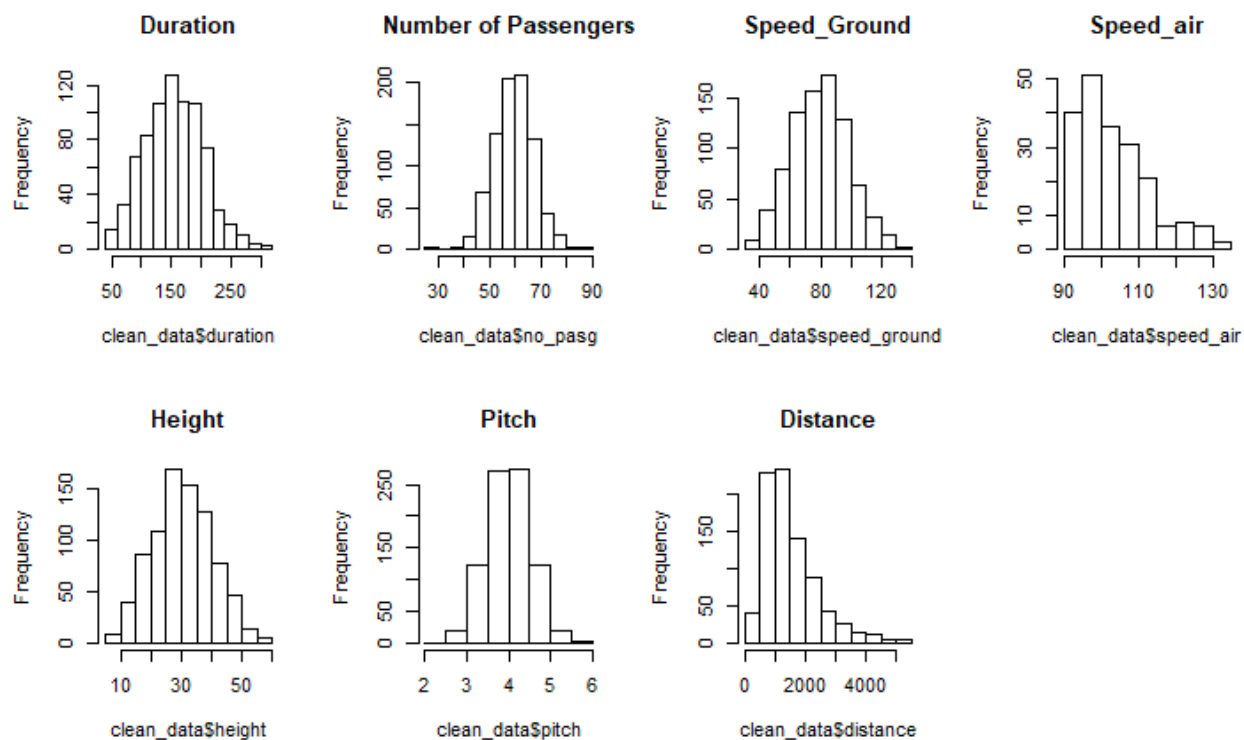 Duration
Frequency
0 40 80 120
50 150 250
clean_data$duration
Number of Passengers
Frequency
0 50 100 200
30 50 70 90
clean_data$no_pasg
Speed_Ground
Frequency
0 50 100 150
40 80 120
clean_data$speed_ground
Speed_air
Frequency
0 10 30 50
90 110 130
clean_data$speed_air
Height
Frequency
0 50 100 150
10 30 50
clean_data$height
Pitch
Frequency
0 50 150 250
2 3 4 5 6
clean_data$pitch
Distance
Frequency
0 50 150
0 2000 4000
clean_data$distance